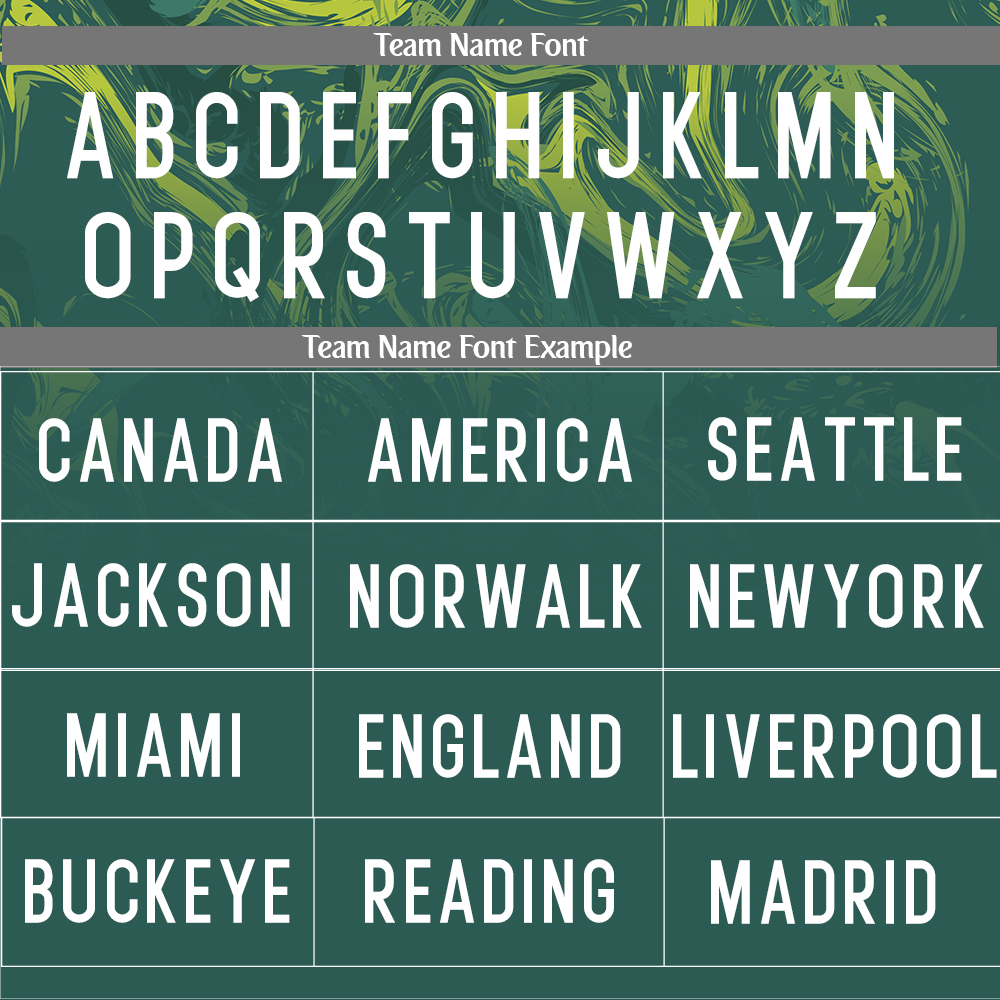 Team Name Font
ABCDEFGHIJKLMN
OPQRSTUVWXYZ
Team Name Font Example
CANADA AMERICA SEATTLE
JACKSON NORWALK NEWYORK
MIAMI ENGLAND LIVERPOOL
BUCKEYE READING MADRID